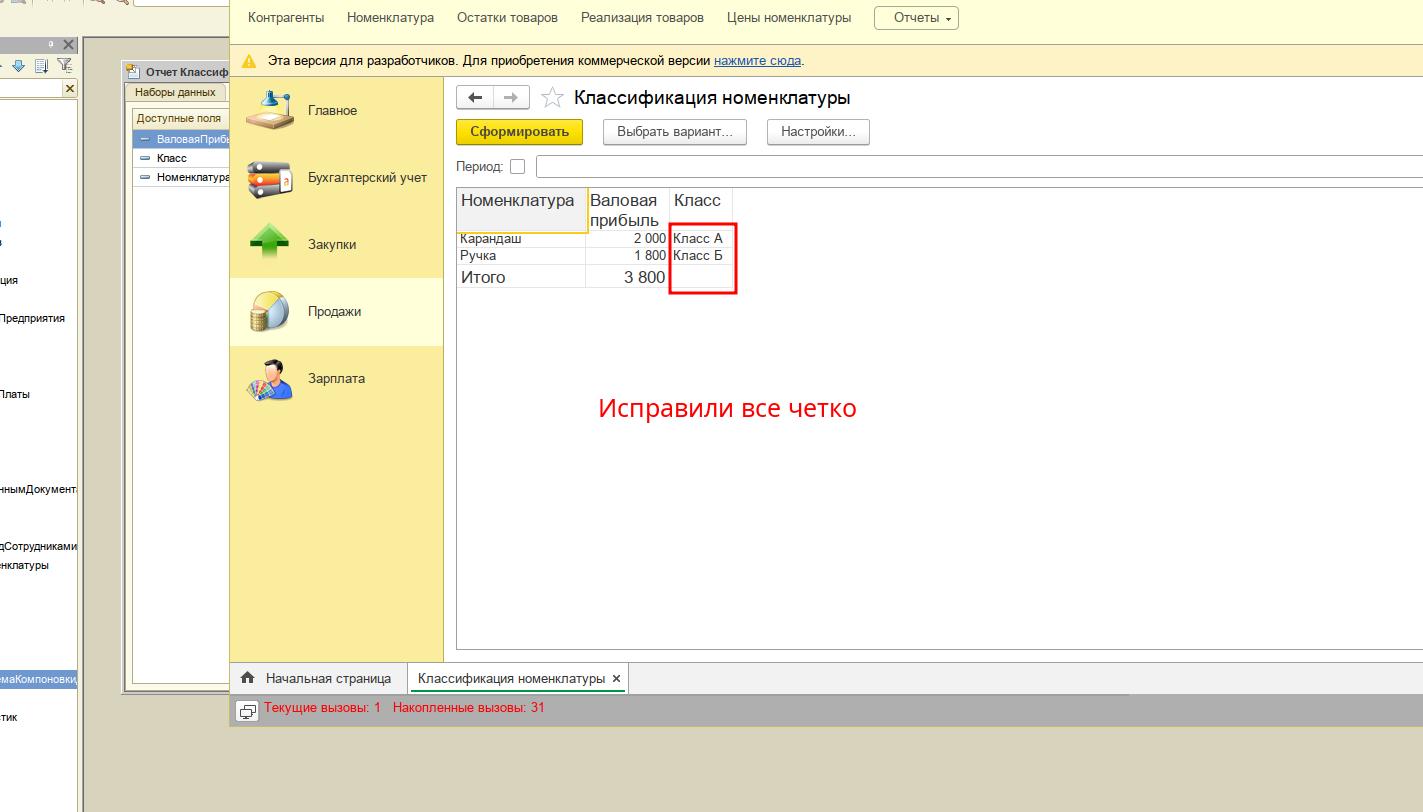 Контрагенты Номенклатура Остатки товаров Реализация товаров Цены номенклатуры Отчеты
Эта версия для разработчиков. Для приобретения коммерческой версии нажмите сюда.
Отчет Классиф
Наборы данных
Доступные поля
ВаловаяПрибы
Класс
Номенклатура
ция
Предприятия
Платы
ннымДокумент
дСотрудниками
нклатуры
маКомпоновки
тик
Главное
Бухгалтерский учет
Закупки
Продажи
Зарплата
Классификация номенклатуры
Сформировать Выбрать вариант... Настройки...
Период:
Номенклатура Валовая прибыль Класс
Карандаш 2 000 Класс А
Ручка 1 800 Класс Б
Итого 3 800
Исправили все четко
Начальная страница Классификация номенклатуры
Текущие вызовы: 1 Накопленные вызовы: 31